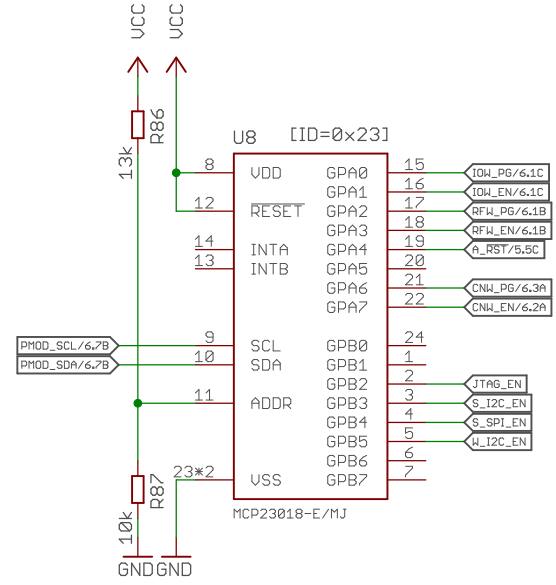 VCC VCC
R86
13k
U8 [ID=0x23]
8 VDD GPA0 15 IOW_PG/6.1C
GPA1 16 IOW_EN/6.1C
12 RESET GPA2 17 RFW_PG/6.1B
GPA3 18 RFW_EN/6.1B
14 INTA GPA4 19 A_RST/5.5C
13 INTB GPA5 20
GPA6 21 CNW_PG/6.3A
GPA7 22 CNW_EN/6.2A
PMOD_SCL/6.7B 9 SCL GPB0 24
PMOD_SDA/6.7B 10 SDA GPB1 1
GPB2 2 JTAG_EN
11 ADDR GPB3 3 S_I2C_EN
GPB4 4 S_SPI_EN
GPB5 5 W_I2C_EN
GPB6 6
23*2 VSS GPB7 7
R87
10k
MCP23018-E/MJ
GND GND